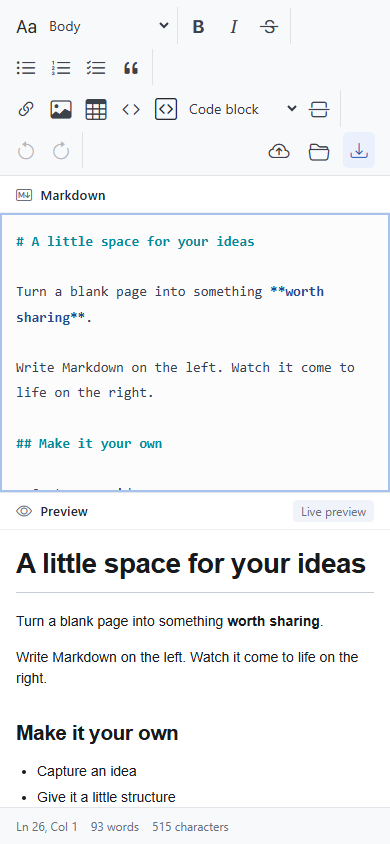 Aa Body
B I S
Code block
Markdown
# A little space for your ideas
Turn a blank page into something **worth
sharing**.
Write Markdown on the left. Watch it come to
life on the right.
## Make it your own
Preview
Live preview
A little space for your ideas
Turn a blank page into something worth sharing.
Write Markdown on the left. Watch it come to life on the
right.
Make it your own
• Capture an idea
• Give it a little structure
Ln 26, Col 1 93 words 515 characters